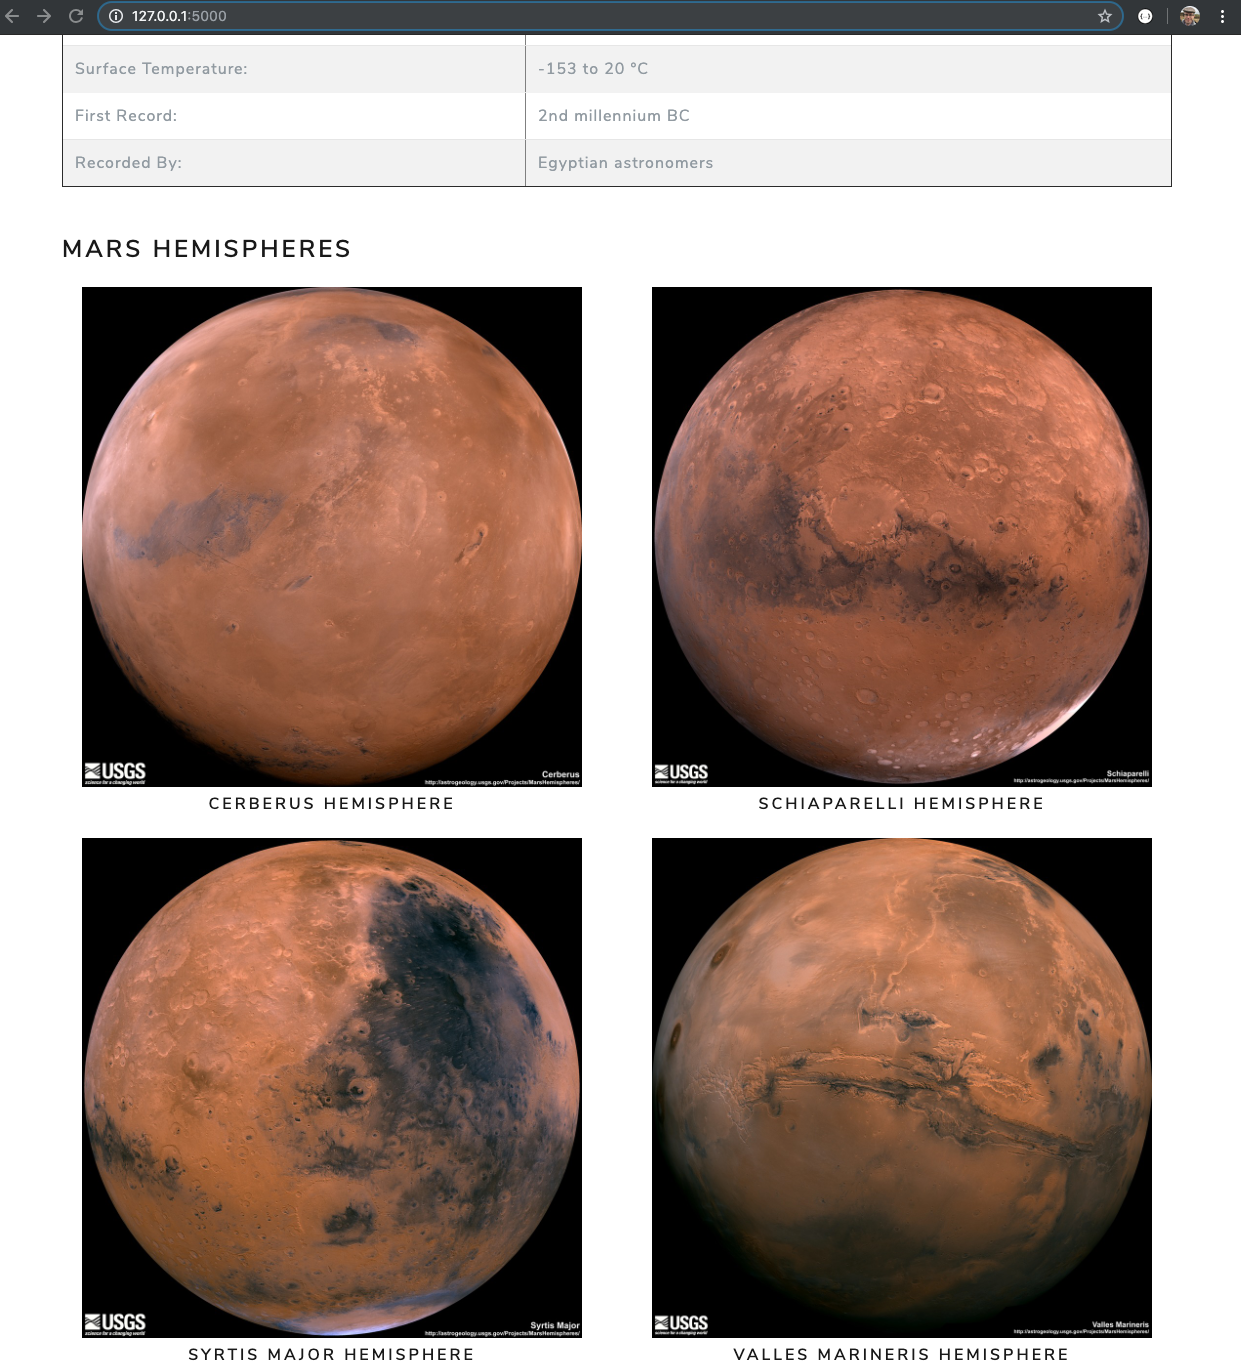 127.0.0.1:5000
Surface Temperature: -153 to 20 °C
First Record: 2nd millennium BC
Recorded By: Egyptian astronomers
MARS HEMISPHERES
USGS
science for a changing world
Cerberus
http://astrogeology.usgs.gov/Projects/MarsHemispheres/
USGS
science for a changing world
Schiaparelli
http://astrogeology.usgs.gov/Projects/MarsHemispheres/
CERBERUS HEMISPHERE
SCHIAPARELLI HEMISPHERE
USGS
science for a changing world
Syrtis Major
http://astrogeology.usgs.gov/Projects/MarsHemispheres/
USGS
science for a changing world
Valles Marineris
http://astrogeology.usgs.gov/Projects/MarsHemispheres/
SYRTIS MAJOR HEMISPHERE
VALLES MARINERIS HEMISPHERE